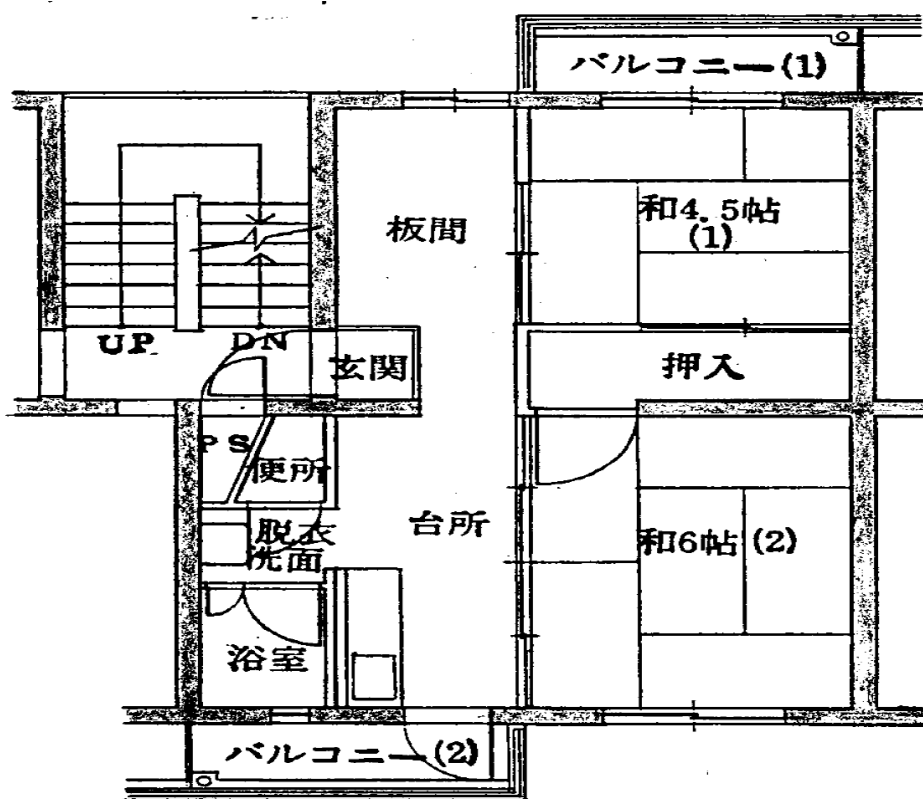 バルコニー(1)
和4.5帖
(1)
板間
UP
DN
玄関
押入
PS
便所
台所
脱衣
洗面
和6帖(2)
浴室
バルコニー(2)